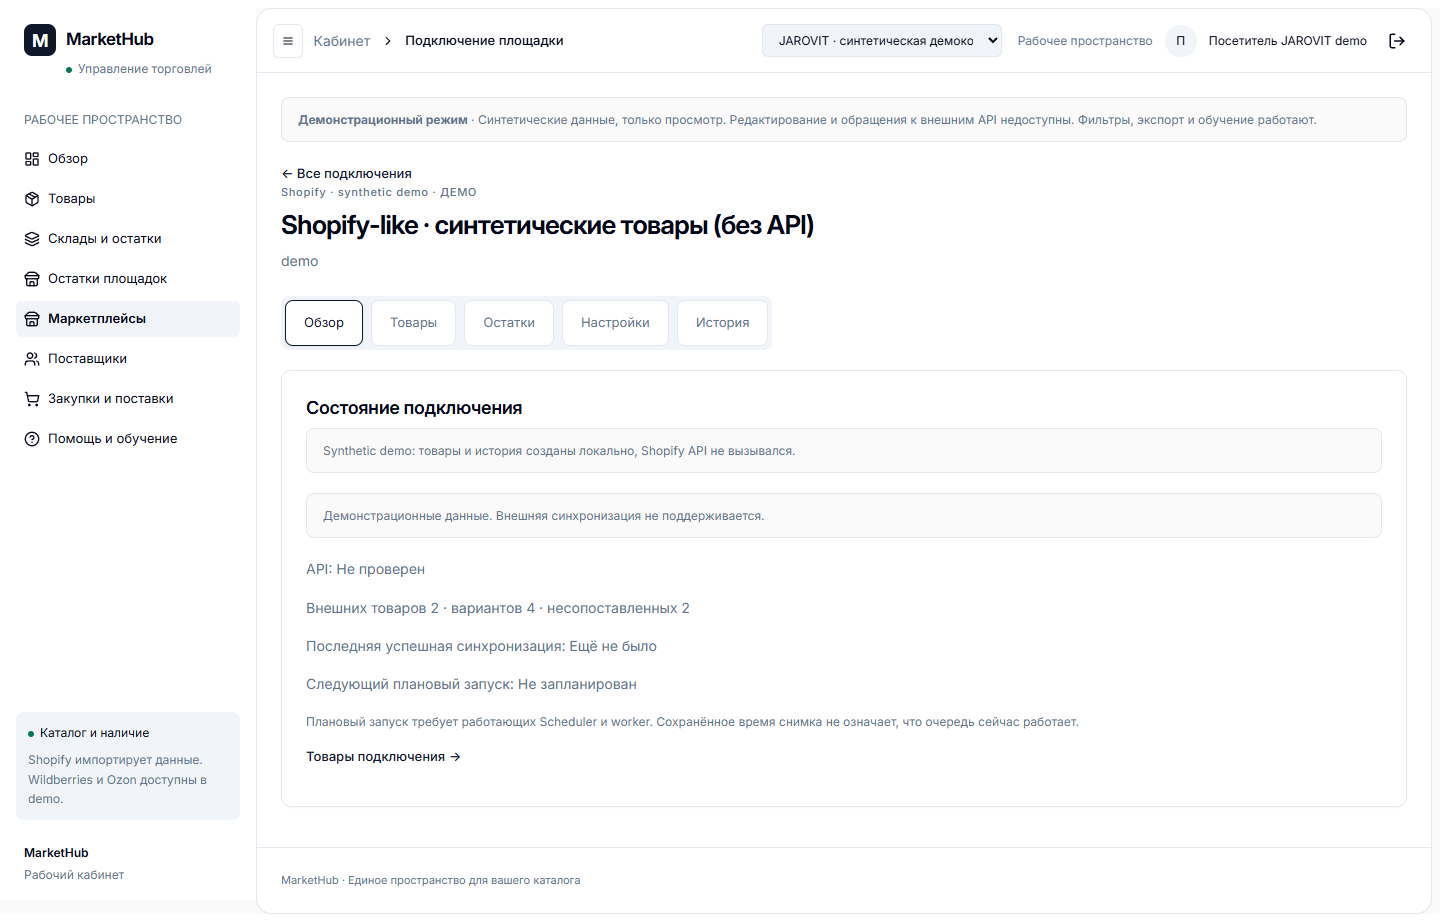 M MarketHub
Управление торговлей
РАБОЧЕЕ ПРОСТРАНСТВО
Обзор
Товары
Склады и остатки
Остатки площадок
Маркетплейсы
Поставщики
Закупки и поставки
Помощь и обучение
Каталог и наличие
Shopify импортирует данные.
Wildberries и Ozon доступны в
demo.
MarketHub
Рабочий кабинет
Кабинет > Подключение площадки
JAROVIT · синтетическая демоко
Рабочее пространство
П
Посетитель JAROVIT demo
Демонстрационный режим · Синтетические данные, только просмотр. Редактирование и обращения к внешним API недоступны. Фильтры, экспорт и обучение работают.
← Все подключения
Shopify · synthetic demo · ДЕМО
Shopify-like · синтетические товары (без API)
demo
Обзор
Товары
Остатки
Настройки
История
Состояние подключения
Synthetic demo: товары и история созданы локально, Shopify API не вызывался.
Демонстрационные данные. Внешняя синхронизация не поддерживается.
API: Не проверен
Внешних товаров 2 · вариантов 4 · несопоставленных 2
Последняя успешная синхронизация: Ещё не было
Следующий плановый запуск: Не запланирован
Плановый запуск требует работающих Scheduler и worker. Сохранённое время снимка не означает, что очередь сейчас работает.
Товары подключения →
MarketHub · Единое пространство для вашего каталога